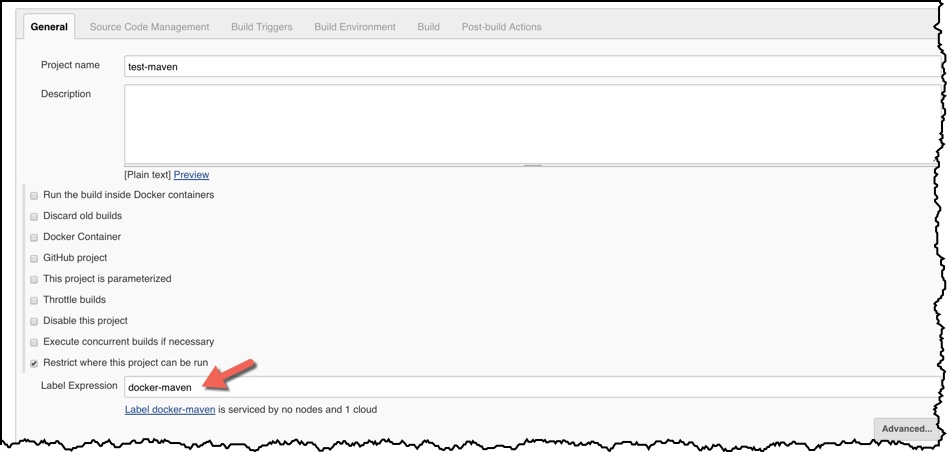 General Source Code Management Build Triggers Build Environment Build Post-build Actions
Project name test-maven
Description
[Plain text] Preview
Run the build inside Docker containers
Discard old builds
Docker Container
GitHub project
This project is parameterized
Throttle builds
Disable this project
Execute concurrent builds if necessary
Restrict where this project can be run
Label Expression docker-maven
Label docker-maven is serviced by no nodes and 1 cloud
Advanced...